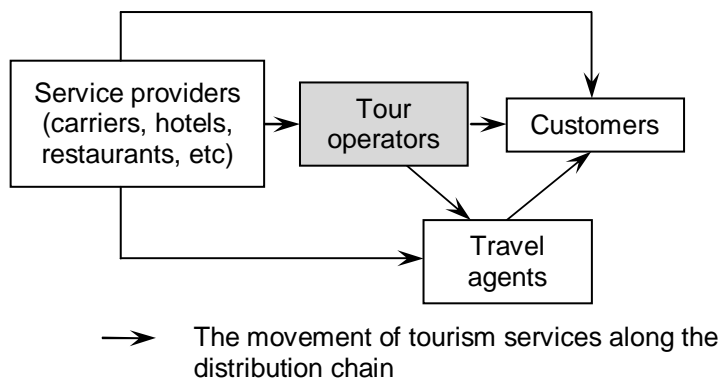 Service providers
(carriers, hotels,
restaurants, etc)
Tour
operators
Customers
Travel
agents
The movement of tourism services along the
distribution chain